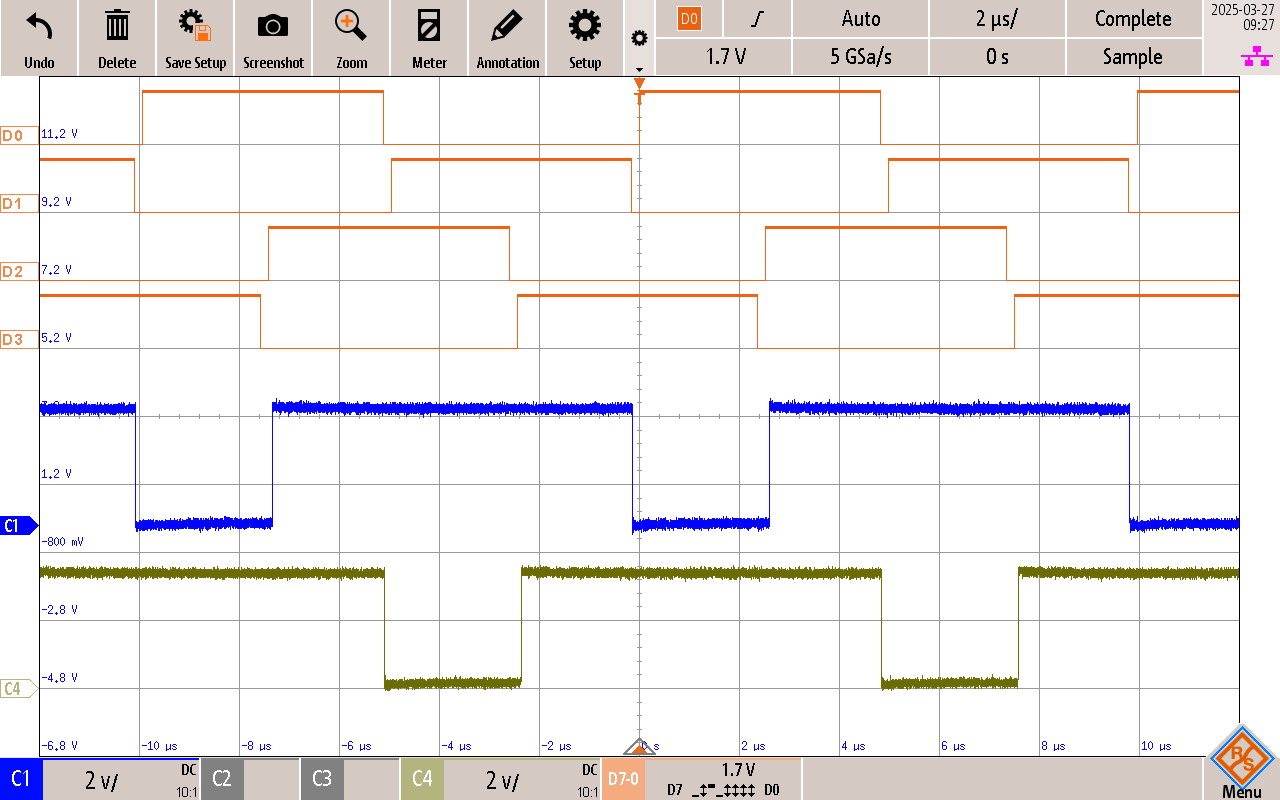 Undo Delete Save Setup Screenshot Zoom Meter Annotation Setup
D0 Auto 2 µs/ Complete
1.7 V 5 GSa/s 0 s Sample
2025-03-27
09:27
T
D0 11.2 V
D1 9.2 V
D2 7.2 V
D3 5.2 V
1.2 V
C1
-800 mV
-2.8 V
C4 -4.8 V
-6.8 V -10 µs -8 µs -6 µs -4 µs -2 µs 0 s 2 µs 4 µs 6 µs 8 µs 10 µs
C1 2 V/ DC 10:1 C2 C3 C4 2 V/ DC 10:1 D7-0 1.7 V
D7 D0
R/S
Menu